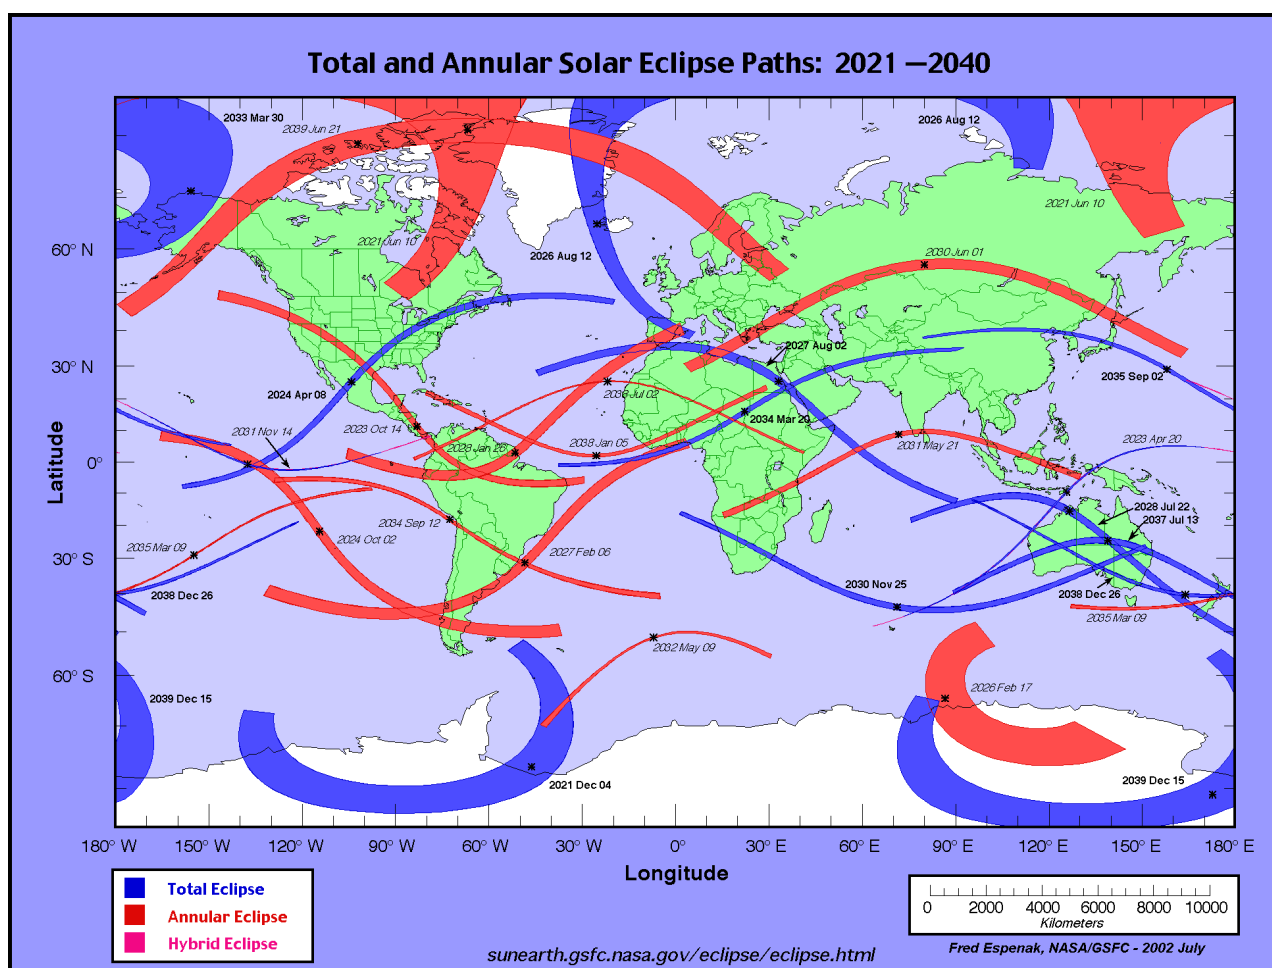 Total and Annular Solar Eclipse Paths: 2021 —2040
2033 Mar 30
2039 Jun 21
2026 Aug 12
2021 Jun 10
2021 Jun 10
60° N
2026 Aug 12
2030 Jun 01
2027 Aug 02
30° N
2035 Sep 02
2024 Apr 08
2036 Jul 02
2034 Mar 20
2031 Nov 14
2023 Oct 14
2028 Jan 26
2038 Jan 05
2031 May 21
2023 Apr 20
0°
Latitude
2028 Jul 22
2037 Jul 13
2034 Sep 12
2024 Oct 02
2035 Mar 09
2027 Feb 06
30° S
2030 Nov 25
2038 Dec 26
2038 Dec 26
2035 Mar 09
2032 May 09
60° S
2039 Dec 15
2026 Feb 17
2021 Dec 04
2039 Dec 15
180° W 150° W 120° W 90° W 60° W 30° W 0° 30° E 60° E 90° E 120° E 150° E 180° E
Longitude
Total Eclipse
Annular Eclipse
Hybrid Eclipse
0 2000 4000 6000 8000 10000
Kilometers
sunearth.gsfc.nasa.gov/eclipse/eclipse.html
Fred Espenak, NASA/GSFC - 2002 July